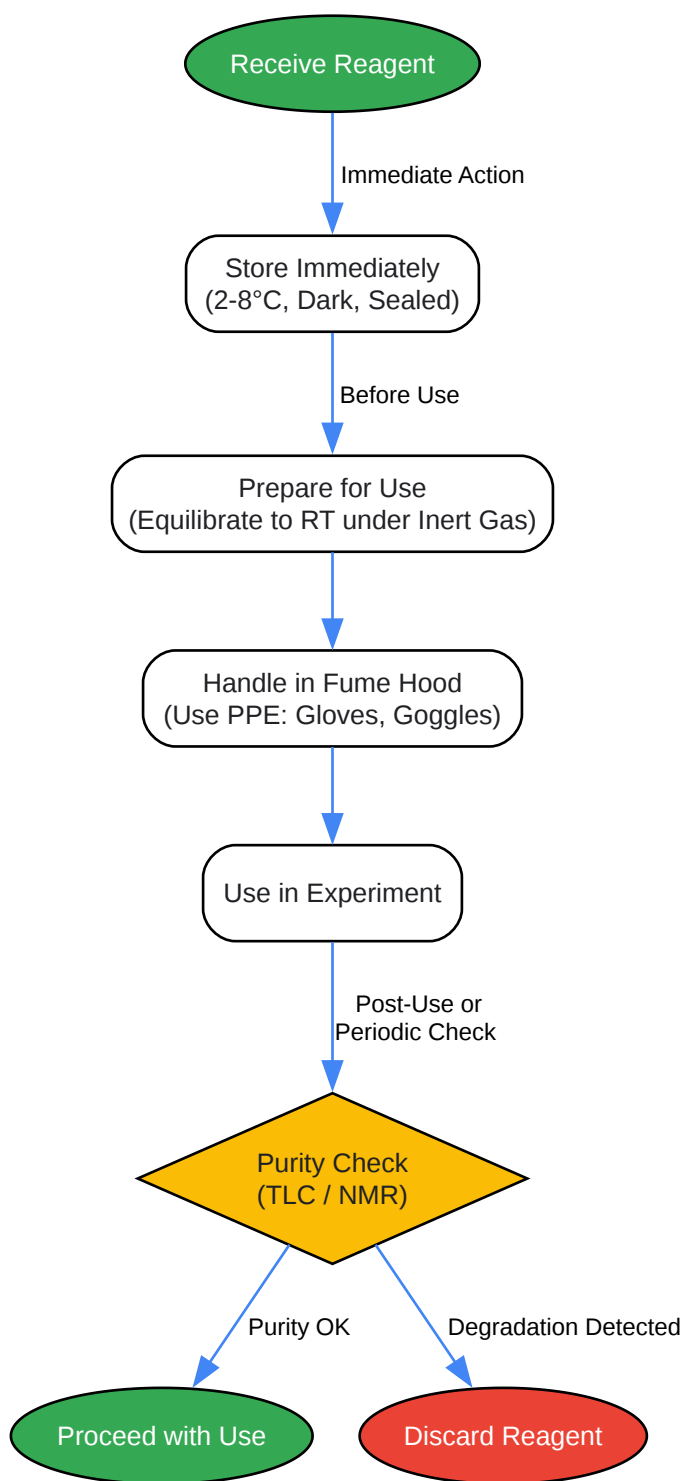 Receive Reagent
Immediate Action
Store Immediately
(2-8°C, Dark, Sealed)
Before Use
Prepare for Use
(Equilibrate to RT under Inert Gas)
Handle in Fume Hood
(Use PPE: Gloves, Goggles)
Use in Experiment
Post-Use or
Periodic Check
Purity Check
(TLC / NMR)
Purity OK
Degradation Detected
Proceed with Use
Discard Reagent